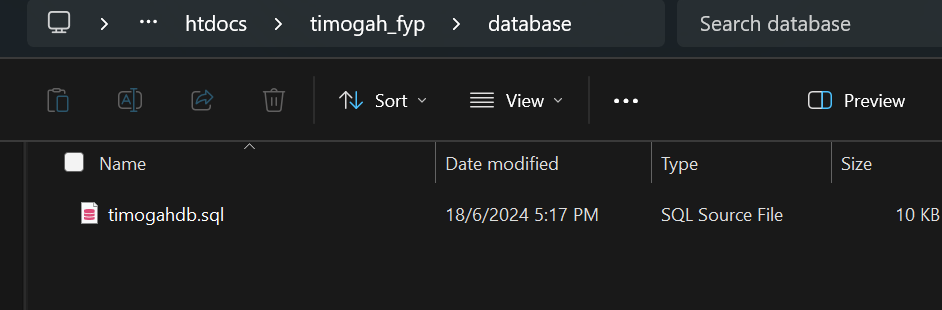 htdocs timogah_fyp database Search database
Sort View Preview
Name Date modified Type Size
timogahdb.sql 18/6/2024 5:17 PM SQL Source File 10 KB